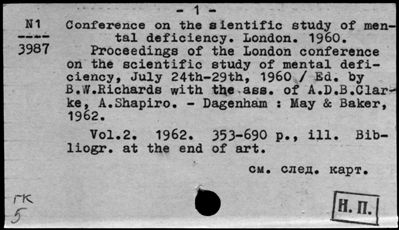 - 1 -
N1 Conference on the sientific study of men-
---- tal deficiency. London. 1960.
3987 Proceedings of the London conference
on the scientific study of mental defi-
ciency, July 24th-29th, 1960 / Ed. by
B.W.Richards with the ass. of A.D.B.Clar-
ke, A.Shapiro. - Dagenham : May & Baker,
1962.
Vol.2. 1962. 353-690 p., ill. Bib-
liogr. at the end of art.
см. след. карт.
гк
5
Н. П.